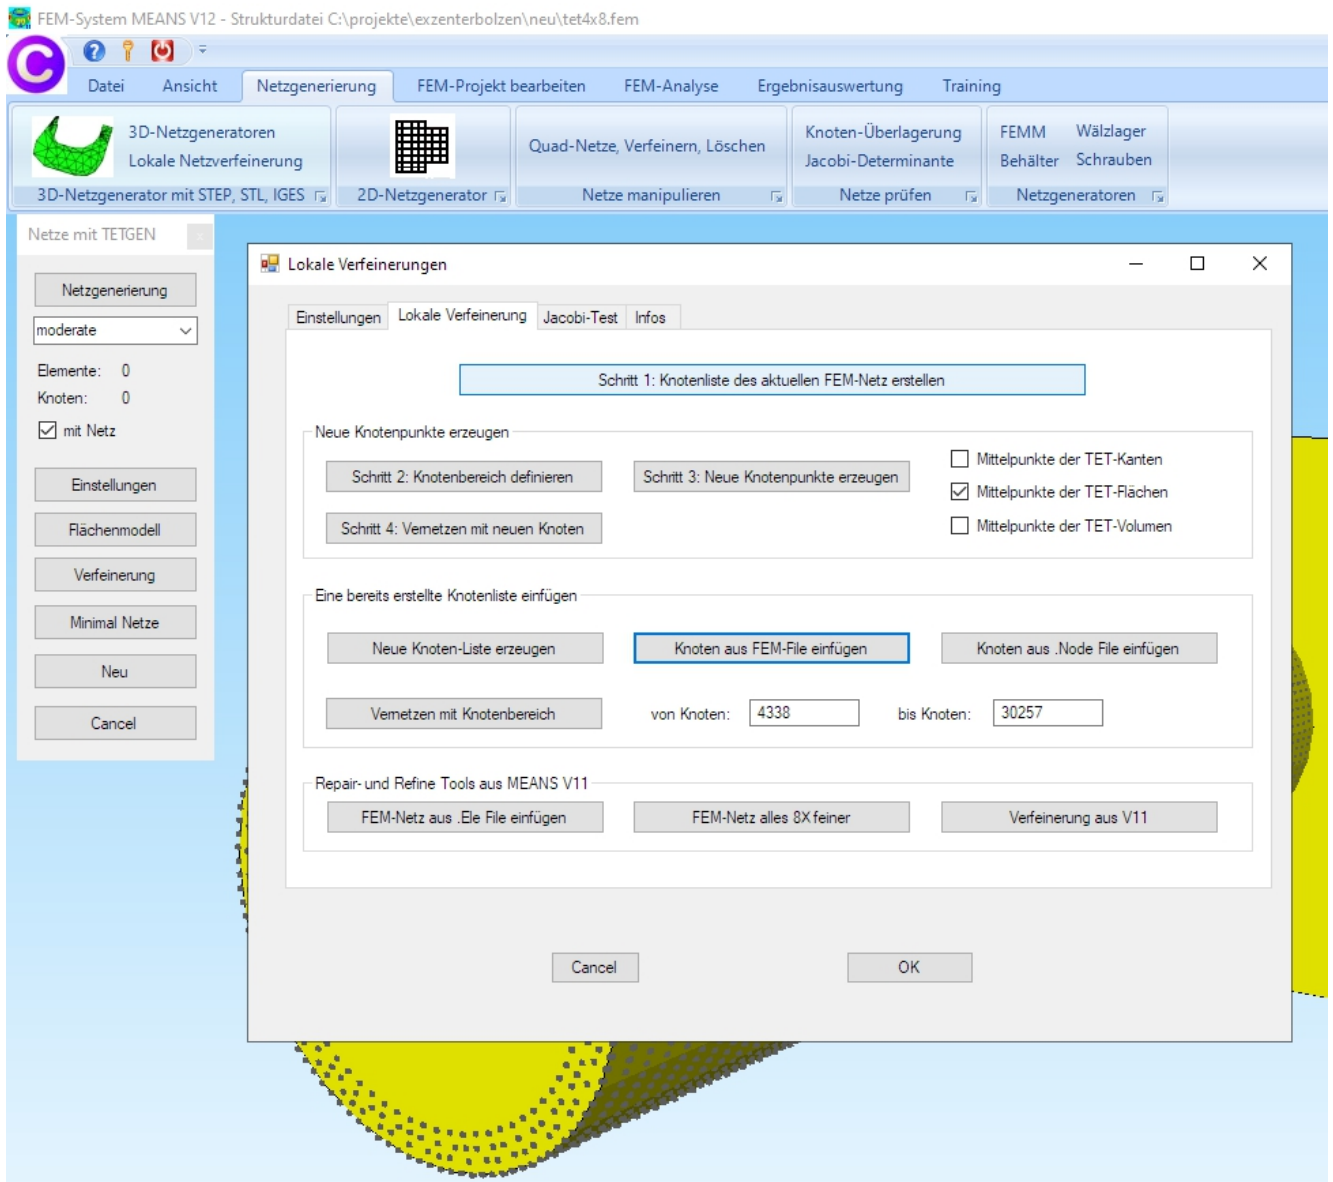 FEM-System MEANS V12 - Strukturdatei C:\projekte\exzenterbolzen\neu\tet4x8.fem
Datei Ansicht Netzgenerierung FEM-Projekt bearbeiten FEM-Analyse Ergebnisauswertung Training
3D-Netzgeneratoren
Lokale Netzverfeinerung
3D-Netzgenerator mit STEP, STL, IGES
2D-Netzgenerator
Quad-Netze, Verfeinern, Löschen
Netze manipulieren
Knoten-Überlagerung
Jacobi-Determinante
Netze prüfen
FEMM Wälzlager
Behälter Schrauben
Netzgeneratoren
Netze mit TETGEN
Netzgenerierung
moderate
Elemente: 0
Knoten: 0
mit Netz
Einstellungen
Flächenmodell
Verfeinerung
Minimal Netze
Neu
Cancel
Lokale Verfeinerungen
Einstellungen Lokale Verfeinerung Jacobi-Test Infos
Schritt 1: Knotenliste des aktuellen FEM-Netz erstellen
Neue Knotenpunkte erzeugen
Schritt 2: Knotenbereich definieren
Schritt 3: Neue Knotenpunkte erzeugen
Schritt 4: Vernetzen mit neuen Knoten
Mittelpunkte der TET-Kanten
Mittelpunkte der TET-Flächen
Mittelpunkte der TET-Volumen
Eine bereits erstellte Knotenliste einfügen
Neue Knoten-Liste erzeugen
Knoten aus FEM-File einfügen
Knoten aus .Node File einfügen
Vernetzen mit Knotenbereich
von Knoten: 4338
bis Knoten: 30257
Repair- und Refine Tools aus MEANS V11
FEM-Netz aus .Ele File einfügen
FEM-Netz alles 8X feiner
Verfeinerung aus V11
Cancel
OK